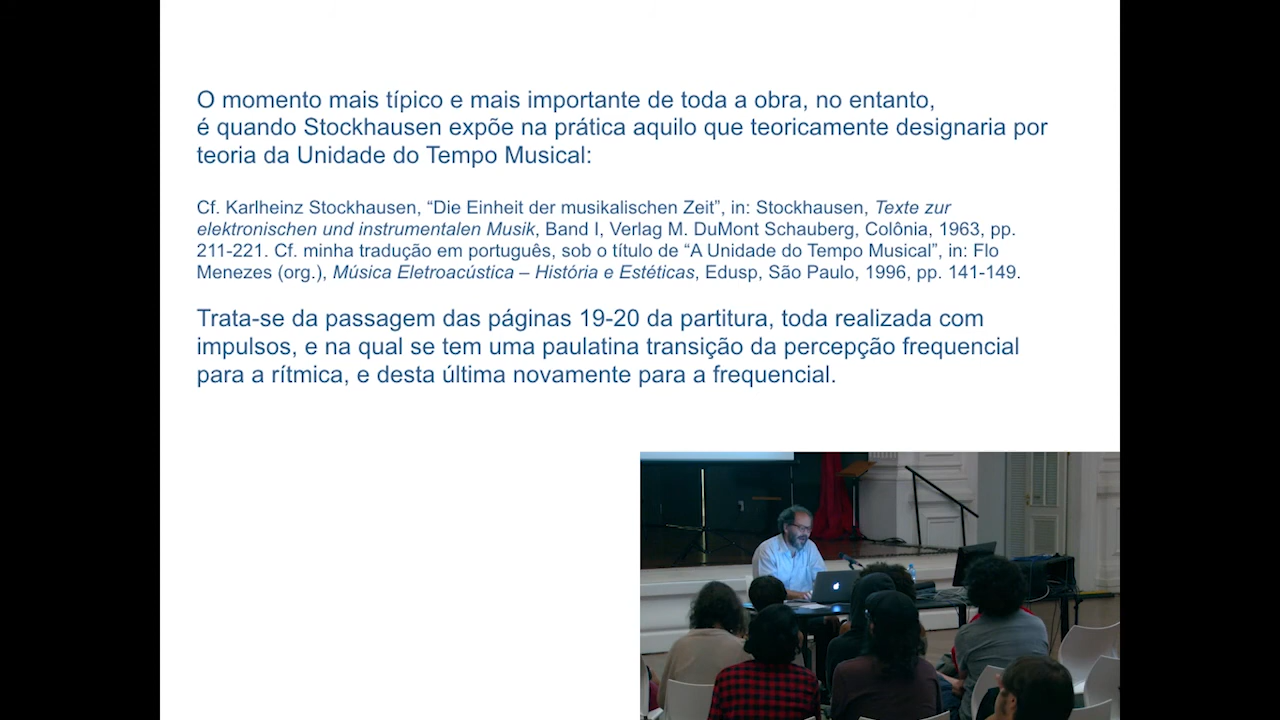 O momento mais típico e mais importante de toda a obra, no entanto,
é quando Stockhausen expõe na prática aquilo que teoricamente designaria por
teoria da Unidade do Tempo Musical:
Cf. Karlheinz Stockhausen, “Die Einheit der musikalischen Zeit”, in: Stockhausen, Texte zur
elektronischen und instrumentalen Musik, Band I, Verlag M. DuMont Schauberg, Colônia, 1963, pp.
211-221. Cf. minha tradução em português, sob o título de “A Unidade do Tempo Musical”, in: Flo
Menezes (org.), Música Eletroacústica – História e Estéticas, Edusp, São Paulo, 1996, pp. 141-149.
Trata-se da passagem das páginas 19-20 da partitura, toda realizada com
impulsos, e na qual se tem uma paulatina transição da percepção frequencial
para a rítmica, e desta última novamente para a frequencial.